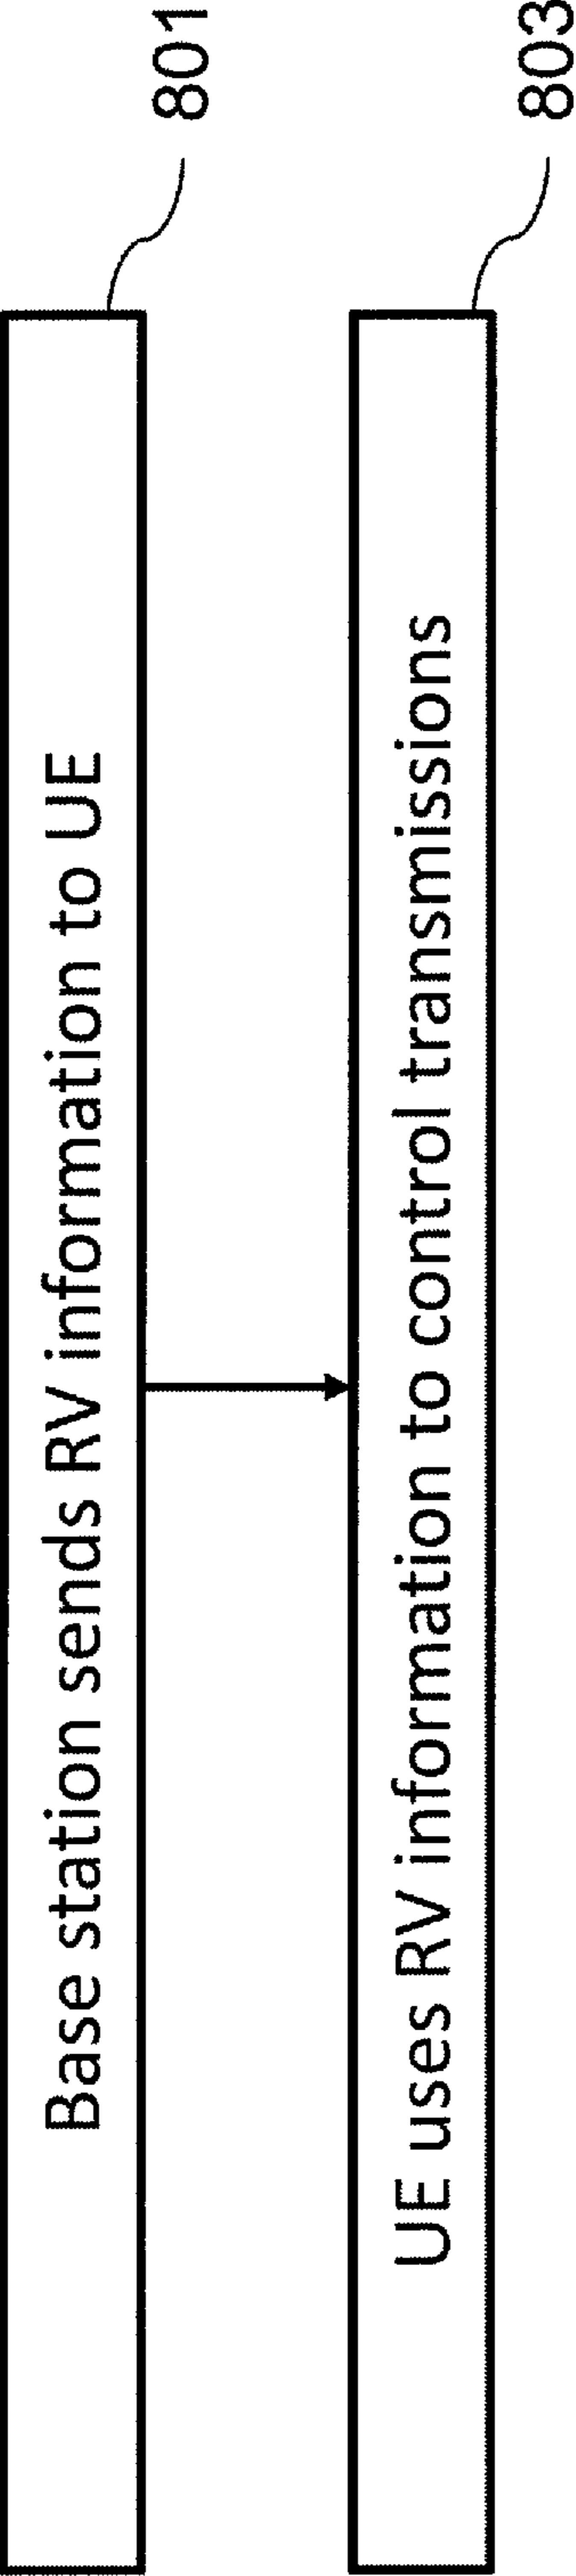 Base station sends RV information to UE
801
UE uses RV information to control transmissions
803